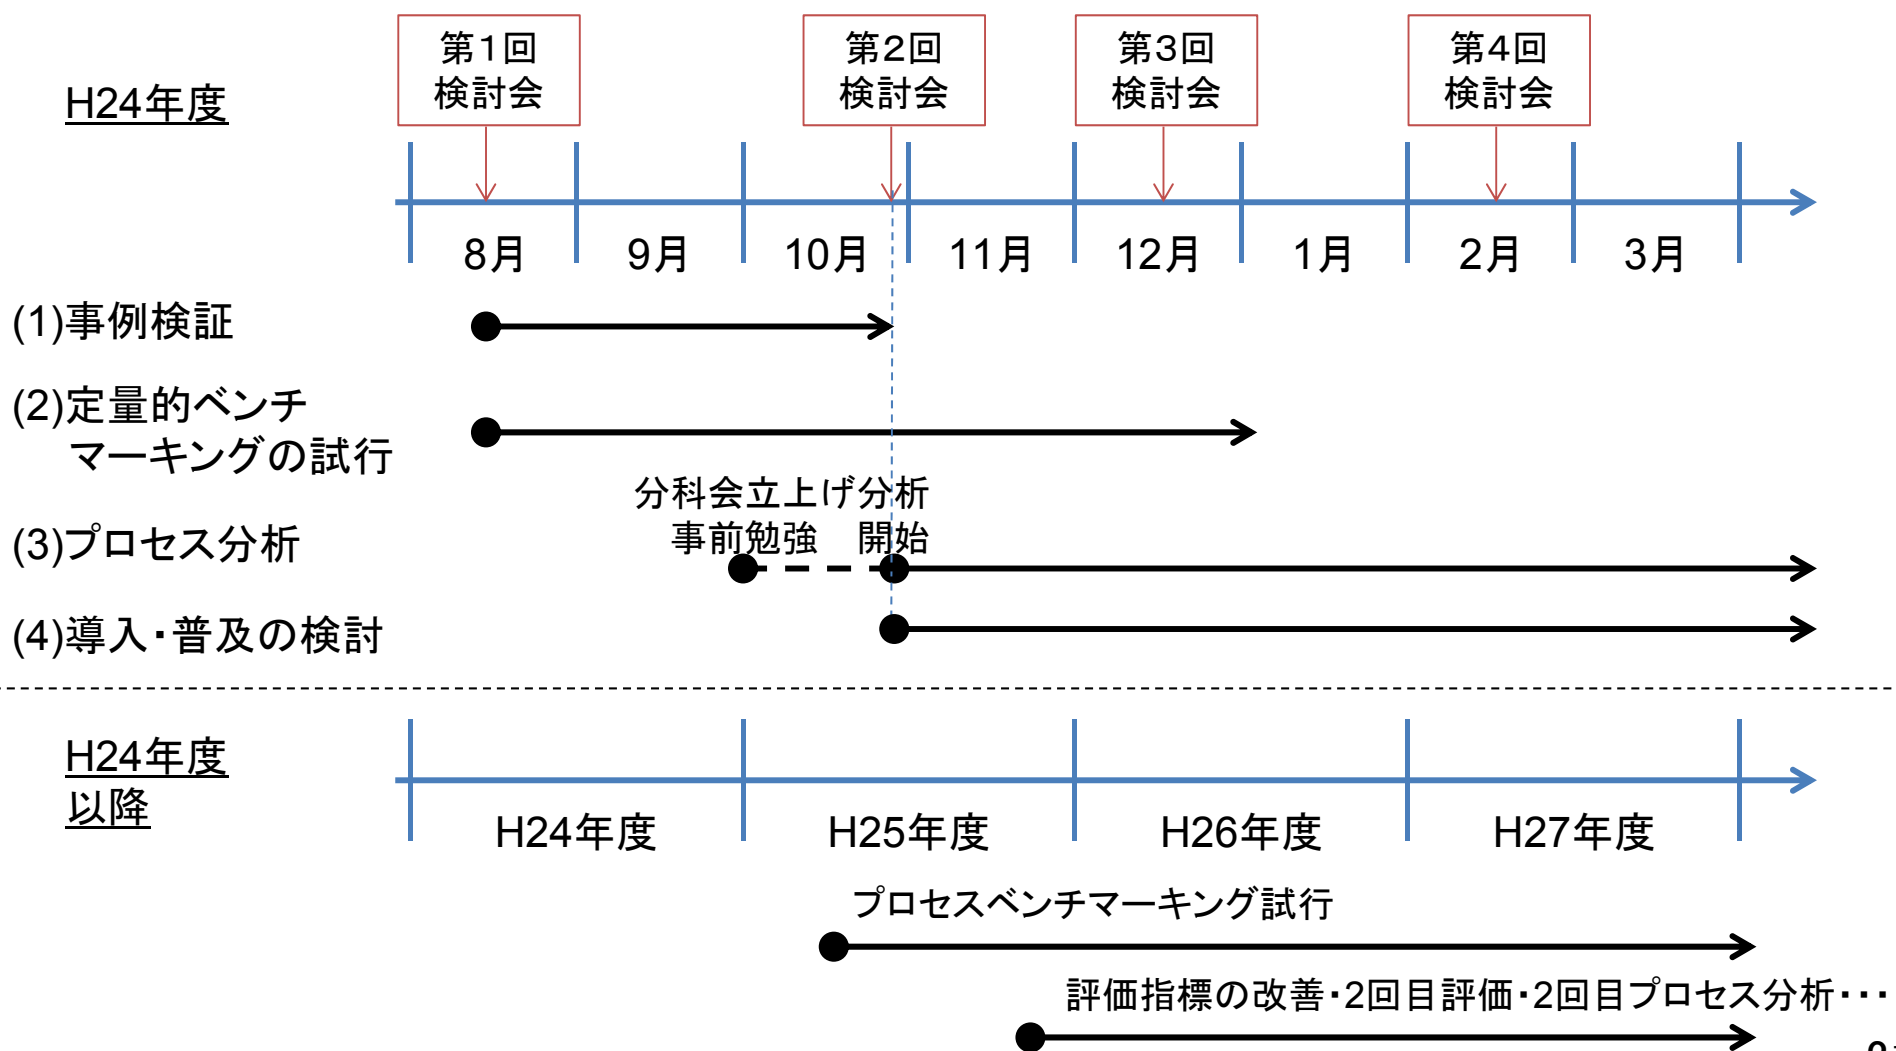 H24年度
第1回
検討会
第2回
検討会
第3回
検討会
第4回
検討会
8月
9月
10月
11月
12月
1月
2月
3月
(1)事例検証
(2)定量的ベンチ
マーキングの試行
(3)プロセス分析
分科会立上げ
事前勉強
分析
開始
(4)導入・普及の検討
H24年度
以降
H24年度
H25年度
H26年度
H27年度
プロセスベンチマーキング試行
評価指標の改善・2回目評価・2回目プロセス分析・・・